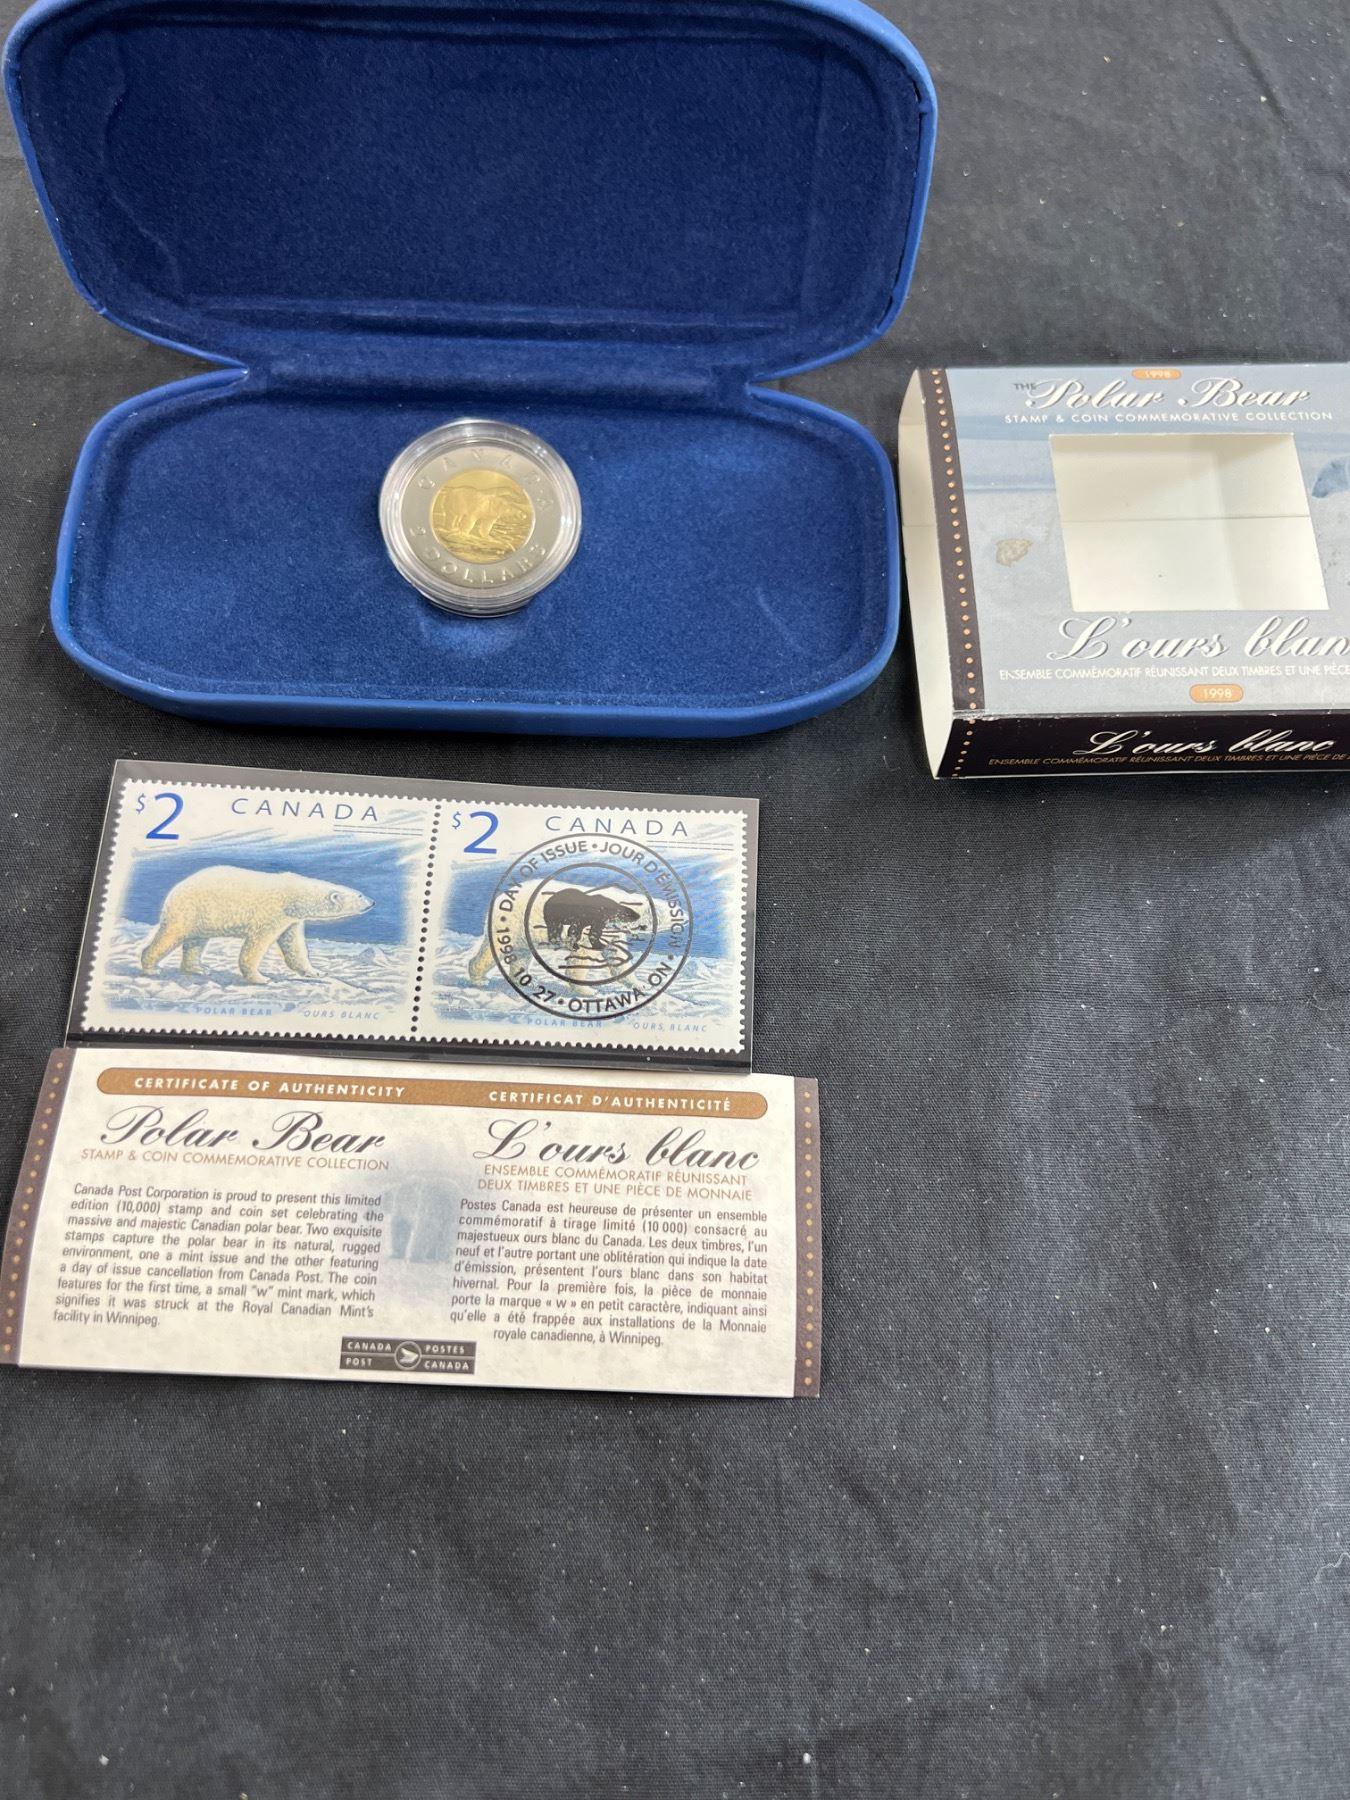 CANADA
2 DOLLARS
1998
THE Polar Bear
STAMP & COIN COMMEMORATIVE COLLECTION
L'ours blan
ENSEMBLE COMMÉMORATIF RÉUNISSANT DEUX TIMBRES ET UNE PIÈCE
1998
L'ours blanc
ENSEMBLE COMMÉMORATIF RÉUNISSANT DEUX TIMBRES ET UNE PIÈCE DE
$2 CANADA
POLAR BEAR OURS BLANC
$2 CANADA
DAY OF ISSUE • JOUR D'ÉMISSION • OTTAWA ON • 1998 10 27 •
POLAR BEAR OURS BLANC
CERTIFICATE OF AUTHENTICITY
Polar Bear
STAMP & COIN COMMEMORATIVE COLLECTION
Canada Post Corporation is proud to present this limited
edition (10,000) stamp and coin set celebrating the
massive and majestic Canadian polar bear. Two exquisite
stamps capture the polar bear in its natural, rugged
environment, one a mint issue and the other featuring
a day of issue cancellation from Canada Post. The coin
features for the first time, a small "w" mint mark, which
signifies it was struck at the Royal Canadian Mint's
facility in Winnipeg.
CERTIFICAT D'AUTHENTICITÉ
L'ours blanc
ENSEMBLE COMMÉMORATIF RÉUNISSANT
DEUX TIMBRES ET UNE PIÈCE DE MONNAIE
Postes Canada est heureuse de présenter un ensemble
commémoratif à tirage limité (10 000) consacré au
majestueux ours blanc du Canada. Les deux timbres, l'un
neuf et l'autre portant une oblitération qui indique la date
d'émission, présentent l'ours blanc dans son habitat
hivernal. Pour la première fois, la pièce de monnaie
porte la marque « w » en petit caractère, indiquant ainsi
qu'elle a été frappée aux installations de la Monnaie
royale canadienne, à Winnipeg.
CANADA POSTES
POST CANADA